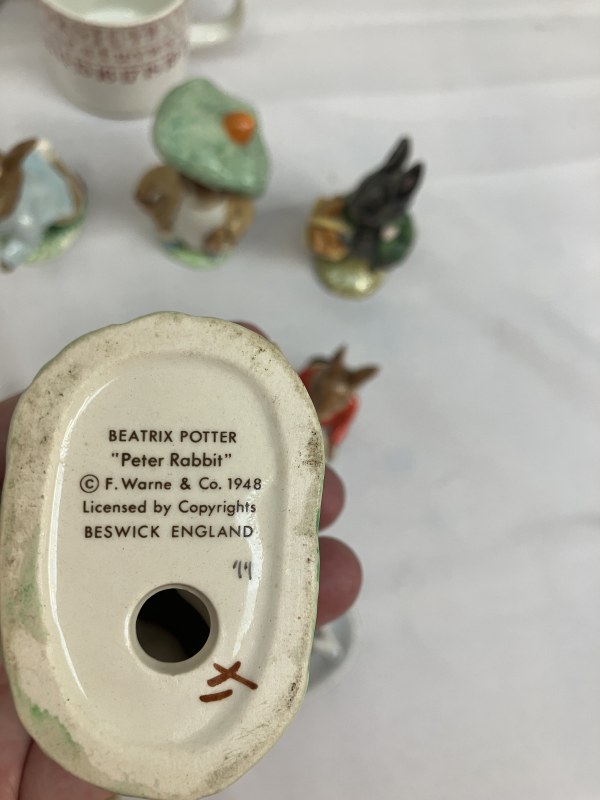 BEATRIX POTTER
"Peter Rabbit"
© F. Warne & Co. 1948
Licensed by Copyrights
BESWICK ENGLAND